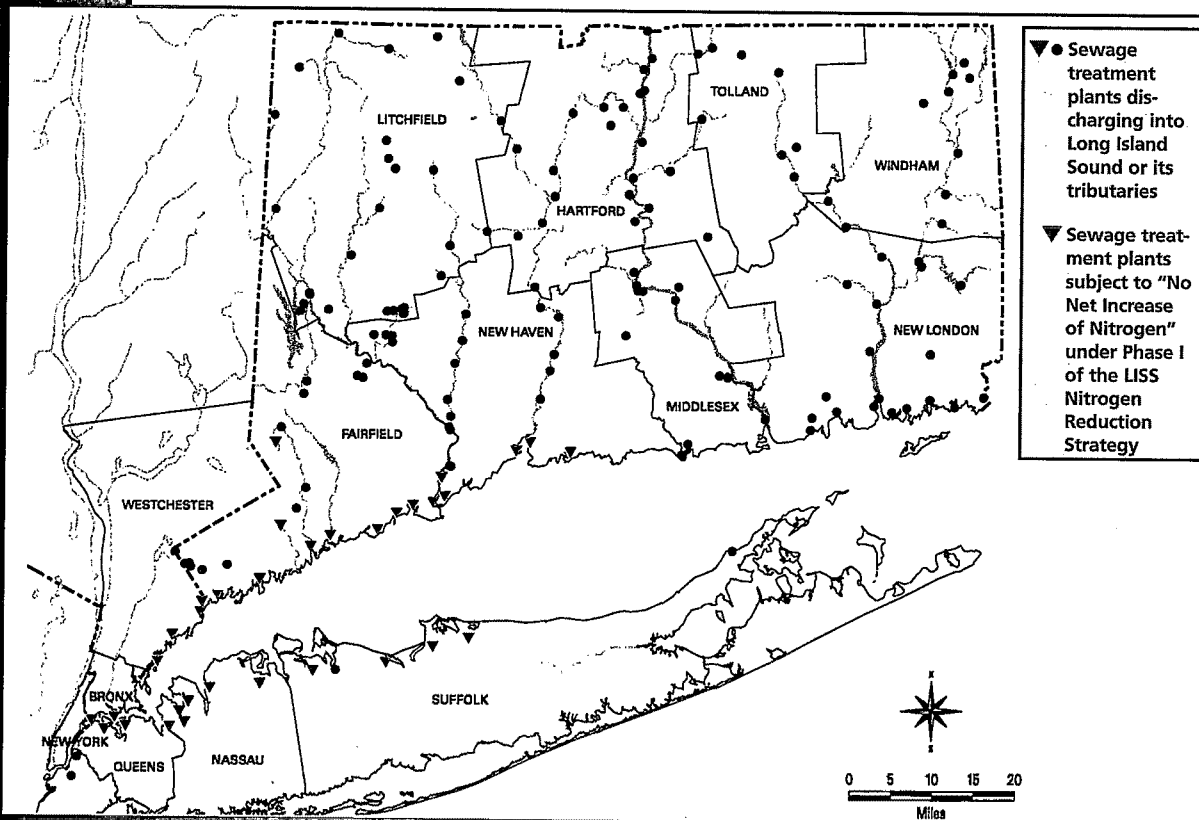 LITCHFIELD
TOLLAND
HARTFORD
WINDHAM
NEW HAVEN
NEW LONDON
MIDDLESEX
FAIRFIELD
WESTCHESTER
BRONX
NEW YORK
QUEENS
NASSAU
SUFFOLK
▼ ● Sewage
treatment
plants dis-
charging into
Long Island
Sound or its
tributaries
▼ Sewage treat-
ment plants
subject to "No
Net Increase
of Nitrogen"
under Phase I
of the LISS
Nitrogen
Reduction
Strategy
0 5 10 15 20
Miles